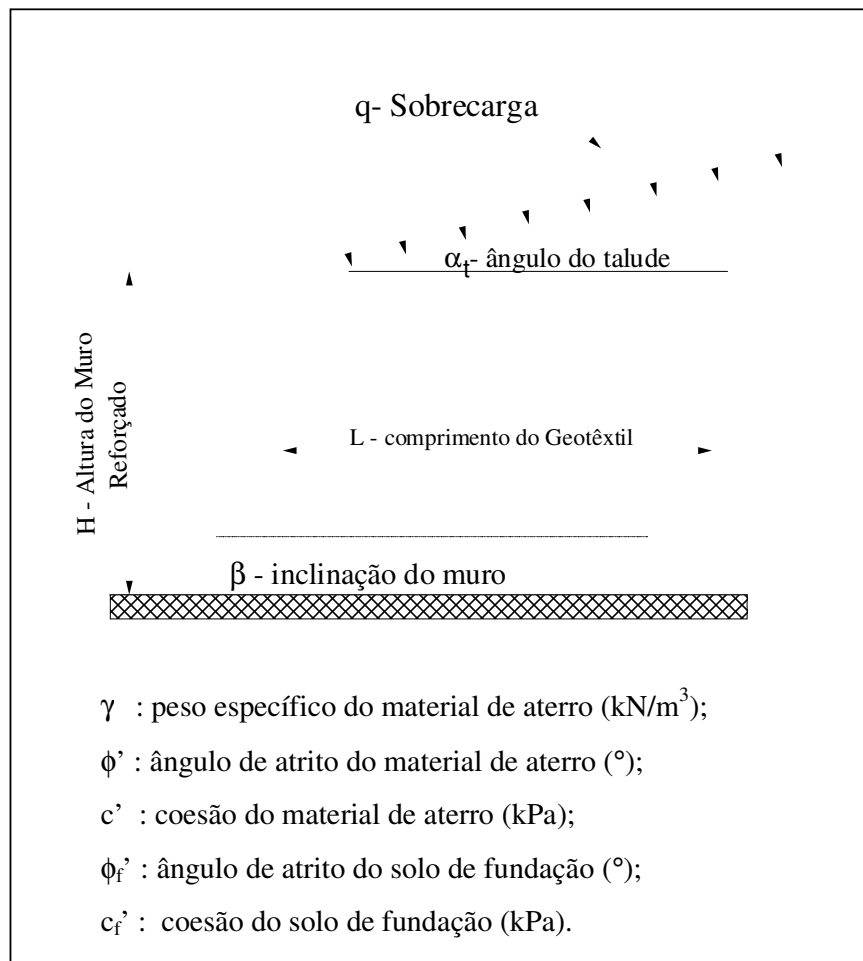 q- Sobrecarga
αt- ângulo do talude
H - Altura do Muro
Reforçado
L - comprimento do Geotêxtil
β - inclinação do muro
γ : peso específico do material de aterro (kN/m³);
ϕ’ : ângulo de atrito do material de aterro (°);
c’ : coesão do material de aterro (kPa);
ϕf’ : ângulo de atrito do solo de fundação (°);
cf’ : coesão do solo de fundação (kPa).